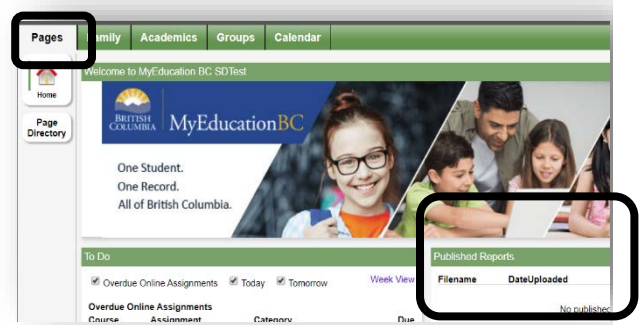 Pages Family Academics Groups Calendar
Home
Page
Directory
Welcome to MyEducation BC SDTest
BRITISH
COLUMBIA
MyEducationBC
One Student.
One Record.
All of British Columbia.
To Do
Overdue Online Assignments Today Tomorrow Week View
Overdue Online Assignments
Course Assignment Category Due
Published Reports
Filename DateUploaded
No published